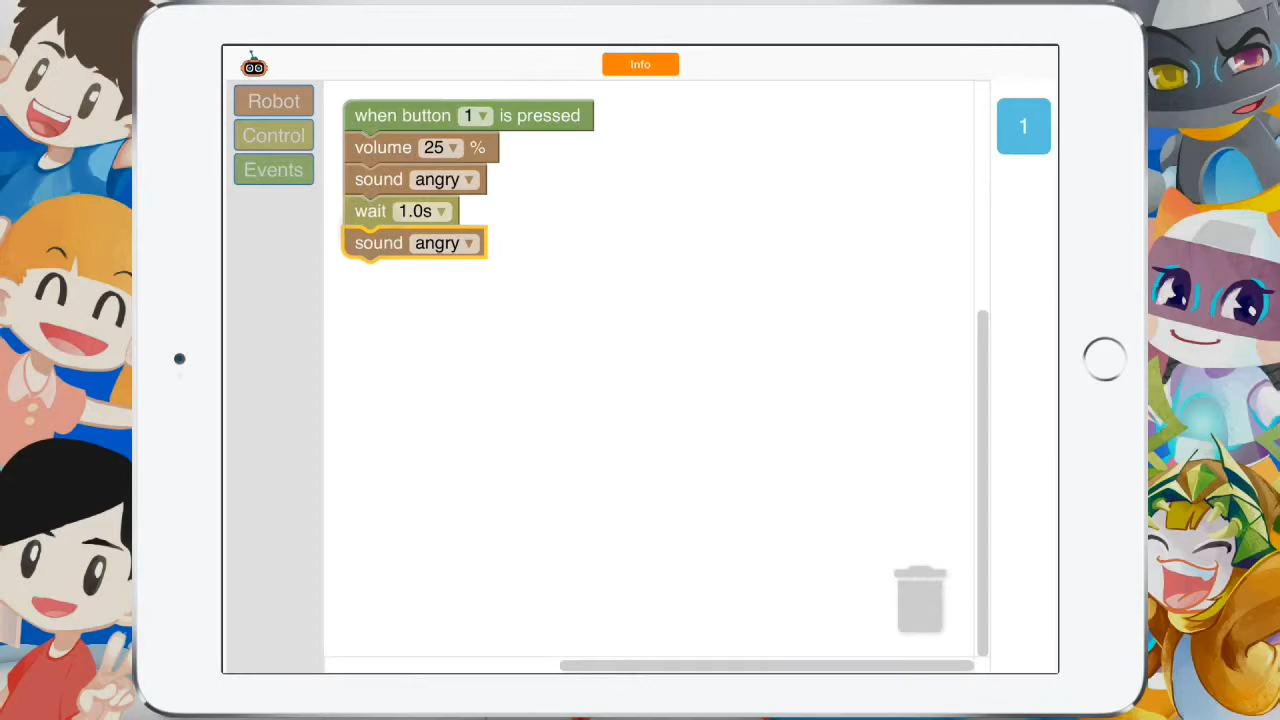 Info
Robot
Control
Events
when button 1 is pressed
volume 25 %
sound angry
wait 1.0s
sound angry
1